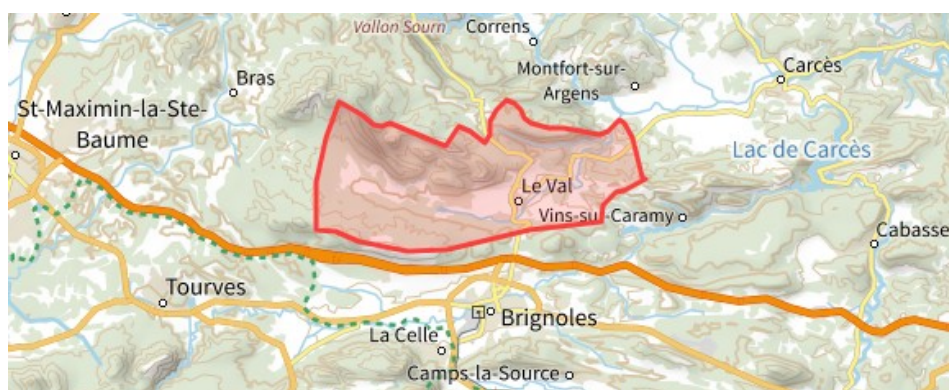 Vallon Sourn
Correns
Bras
Montfort-sur-
Argens
Carcès
St-Maximin-la-Ste-
Baume
Lac de Carcès
Le Val
Vins-su -Caramy
Cabasse
Tourves
Brignoles
La Celle
Camps-la-Source